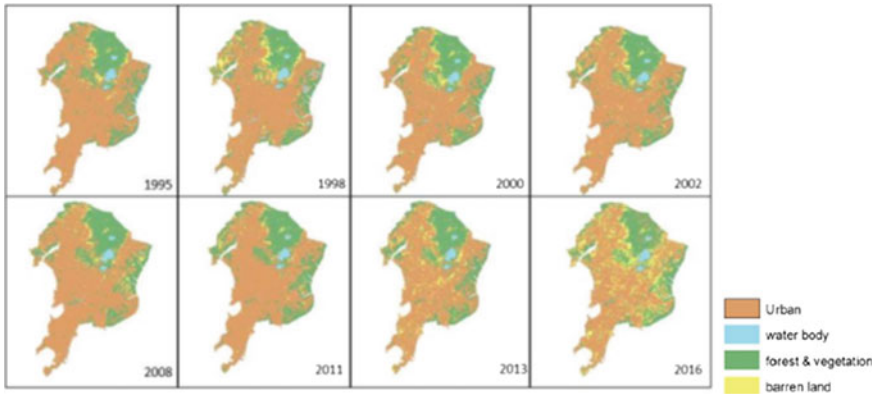 1995
1998
2000
2002
2008
2011
2013
2016
Urban
water body
forest & vegetation
barren land